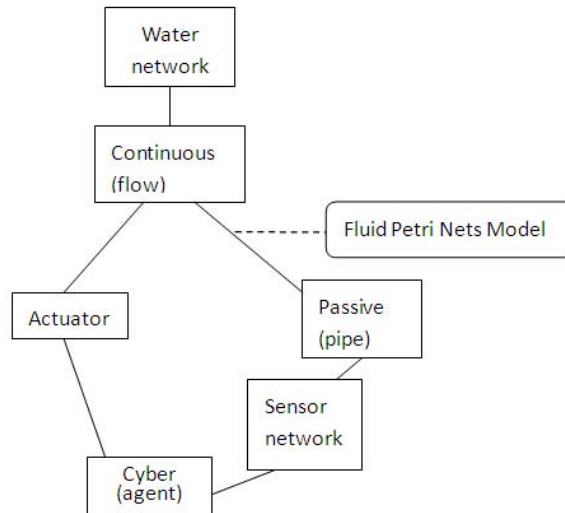 Water
network
Continuous
(flow)
Fluid Petri Nets Model
Actuator
Passive
(pipe)
Sensor
network
Cyber
(agent)